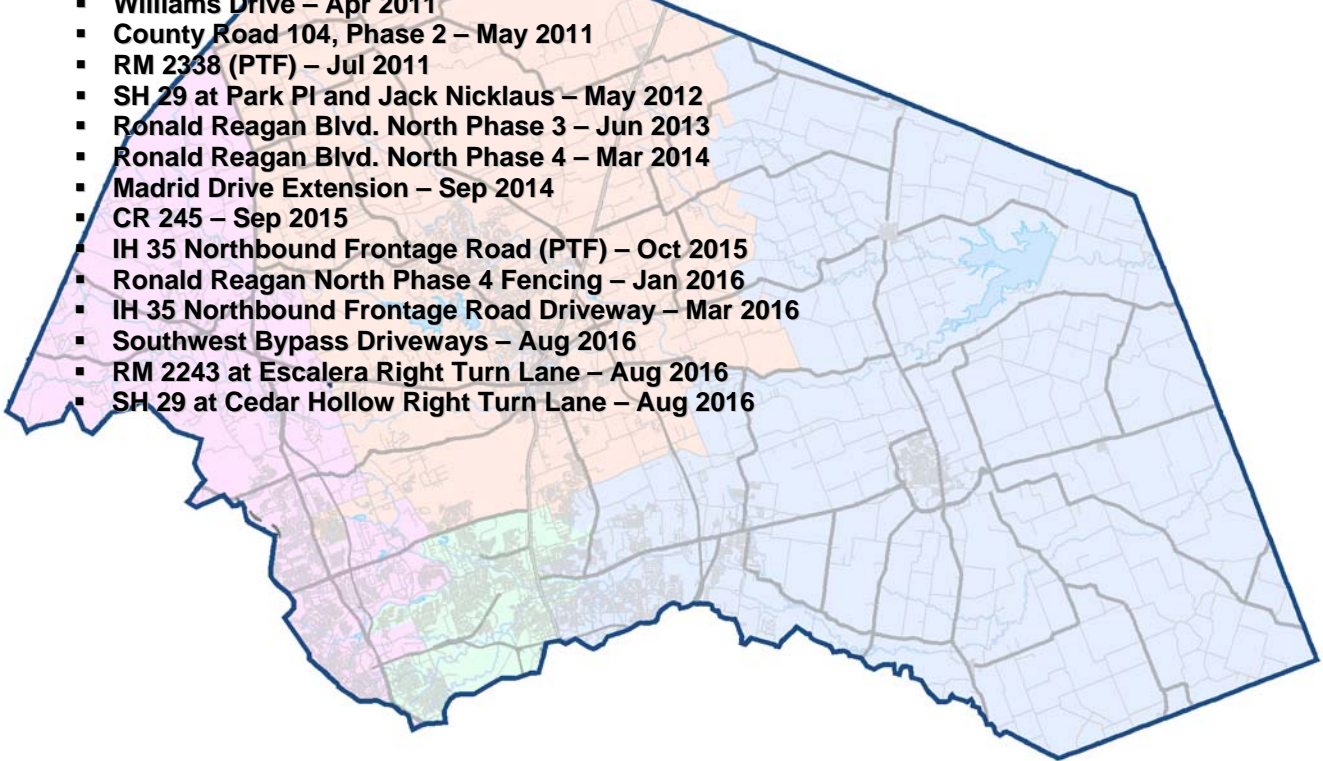 ▪ Williams Drive – Apr 2011
▪ County Road 104, Phase 2 – May 2011
▪ RM 2338 (PTF) – Jul 2011
▪ SH 29 at Park Pl and Jack Nicklaus – May 2012
▪ Ronald Reagan Blvd. North Phase 3 – Jun 2013
▪ Ronald Reagan Blvd. North Phase 4 – Mar 2014
▪ Madrid Drive Extension – Sep 2014
▪ CR 245 – Sep 2015
▪ IH 35 Northbound Frontage Road (PTF) – Oct 2015
▪ Ronald Reagan North Phase 4 Fencing – Jan 2016
▪ IH 35 Northbound Frontage Road Driveway – Mar 2016
▪ Southwest Bypass Driveways – Aug 2016
▪ RM 2243 at Escalera Right Turn Lane – Aug 2016
▪ SH 29 at Cedar Hollow Right Turn Lane – Aug 2016